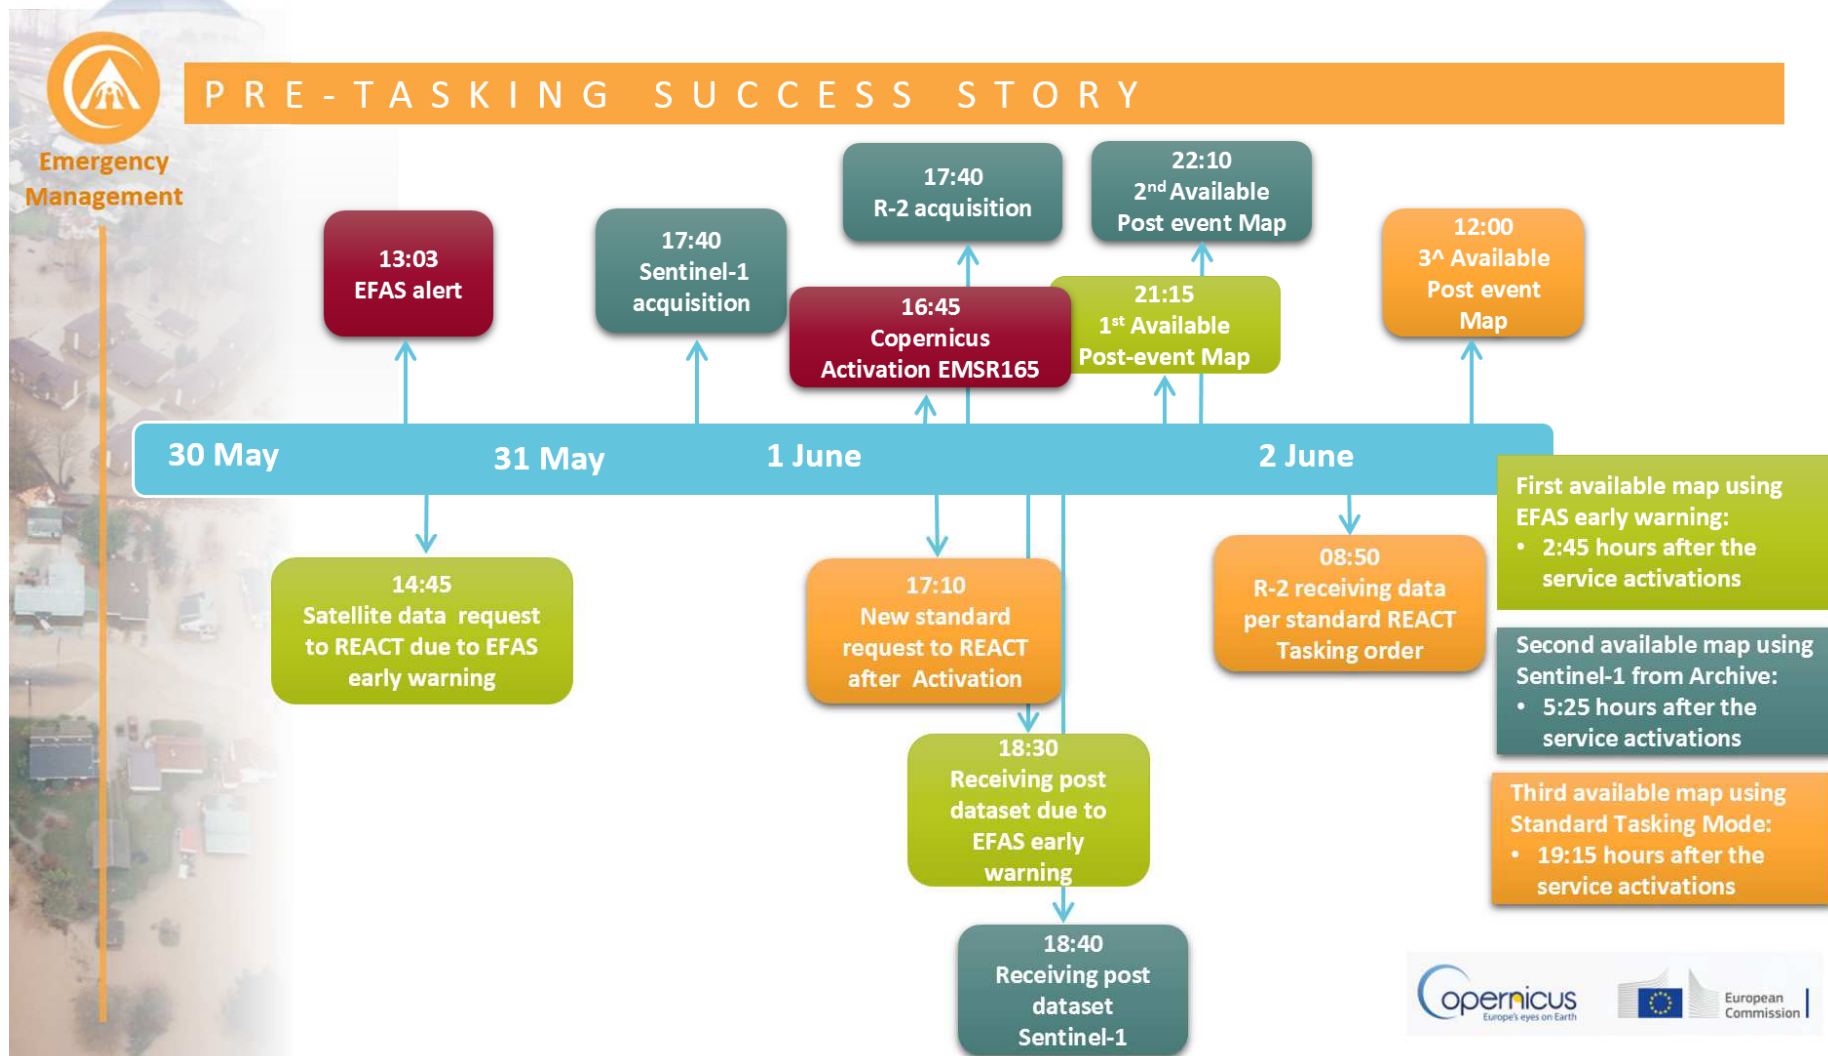 PRE-TASKING SUCCESS STORY
Emergency
Management
13:03
EFAS alert
17:40
Sentinel-1
acquisition
17:40
R-2 acquisition
16:45
Copernicus
Activation EMSR165
22:10
2nd Available
Post event Map
21:15
1st Available
Post-event Map
12:00
3^ Available
Post event
Map
30 May
31 May
1 June
2 June
14:45
Satellite data request
to REACT due to EFAS
early warning
17:10
New standard
request to REACT
after Activation
18:30
Receiving post
dataset due to
EFAS early
warning
18:40
Receiving post
dataset
Sentinel-1
08:50
R-2 receiving data
per standard REACT
Tasking order
First available map using
EFAS early warning:
• 2:45 hours after the
service activations
Second available map using
Sentinel-1 from Archive:
• 5:25 hours after the
service activations
Third available map using
Standard Tasking Mode:
• 19:15 hours after the
service activations
Copernicus
Europe's eyes on Earth
European
Commission